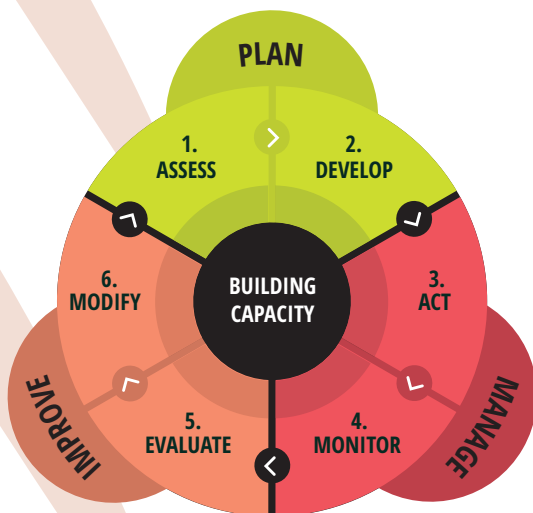 PLAN
1.
ASSESS
2.
DEVELOP
3.
ACT
4.
MONITOR
5.
EVALUATE
6.
MODIFY
BUILDING
CAPACITY
MANAGE
IMPROVE